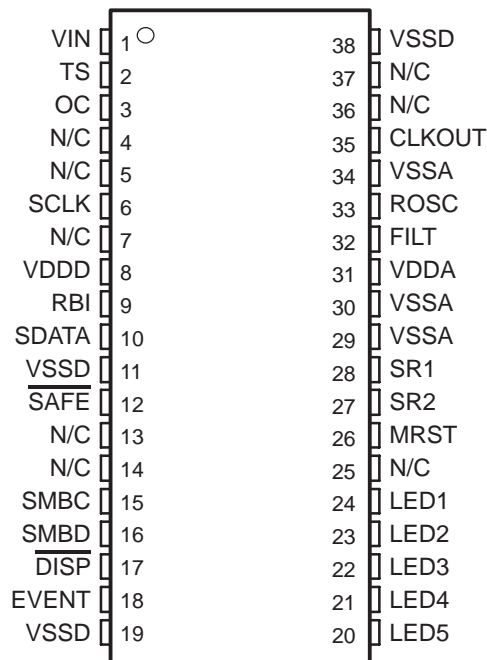 VIN 1 38 VSSD
TS 2 37 N/C
OC 3 36 N/C
N/C 4 35 CLKOUT
N/C 5 34 VSSA
SCLK 6 33 ROSC
N/C 7 32 FILT
VDDD 8 31 VDDA
RBI 9 30 VSSA
SDATA 10 29 VSSA
VSSD 11 28 SR1
SAFE 12 27 SR2
N/C 13 26 MRST
N/C 14 25 N/C
SMBC 15 24 LED1
SMBD 16 23 LED2
DISP 17 22 LED3
EVENT 18 21 LED4
VSSD 19 20 LED5